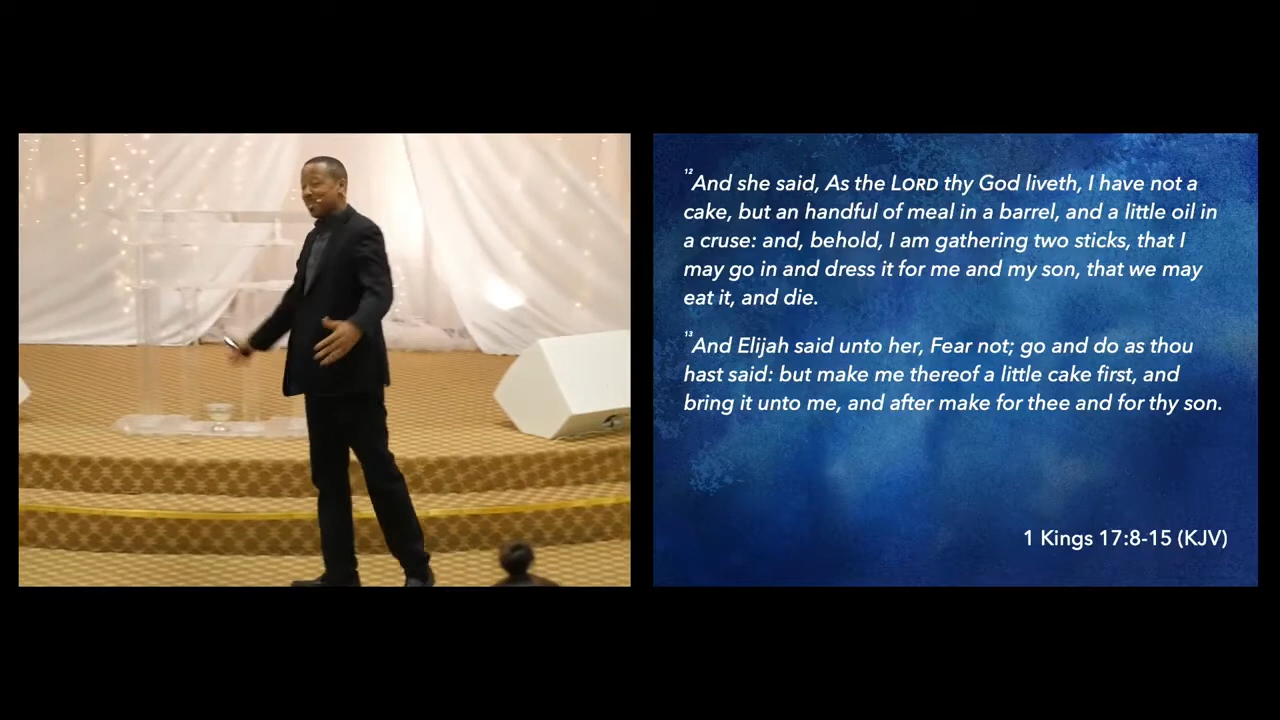 ¹²And she said, As the LORD thy God liveth, I have not a
cake, but an handful of meal in a barrel, and a little oil in
a cruse: and, behold, I am gathering two sticks, that I
may go in and dress it for me and my son, that we may
eat it, and die.
¹³And Elijah said unto her, Fear not; go and do as thou
hast said: but make me thereof a little cake first, and
bring it unto me, and after make for thee and for thy son.
1 Kings 17:8-15 (KJV)